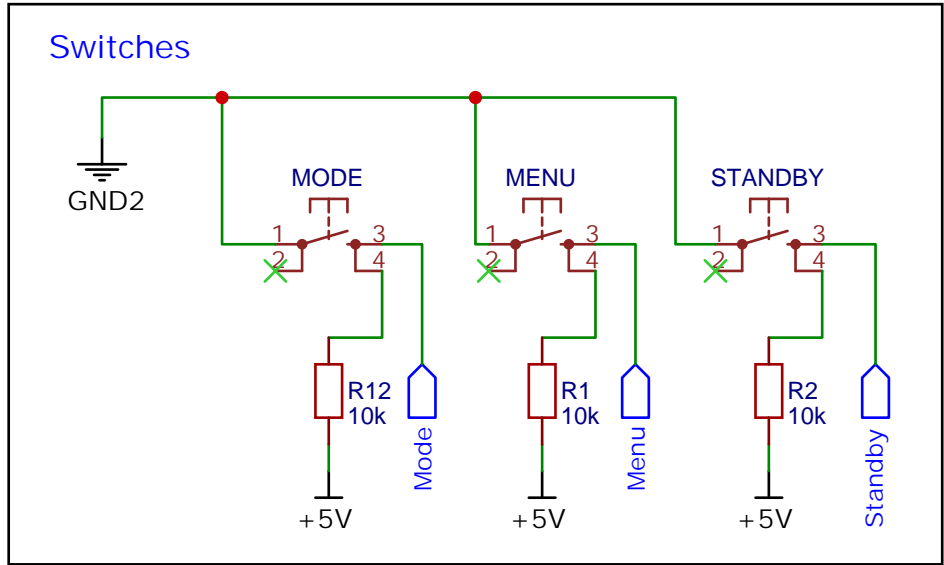 Switches
GND2
MODE
MENU
STANDBY
1 3
2 4
1 3
2 4
1 3
2 4
R12
10k
R1
10k
R2
10k
Mode
Menu
Standby
+5V
+5V
+5V